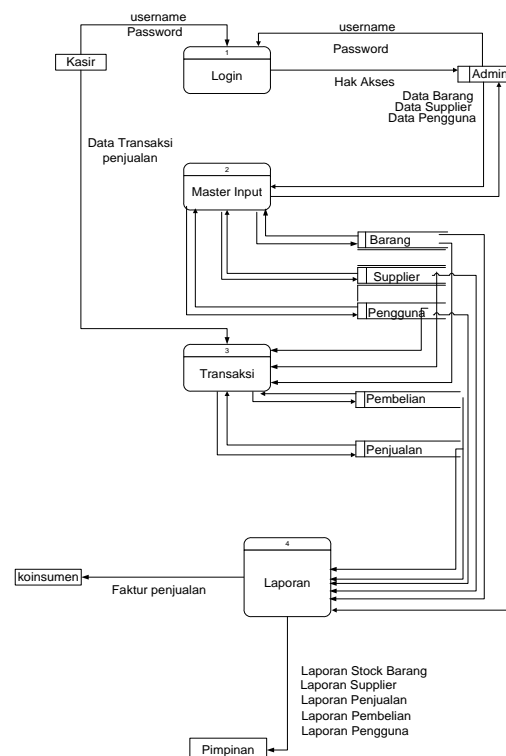 username
Password
Kasir
1
Login
username
Password
Hak Akses
Admin
Data Barang
Data Supplier
Data Pengguna
Data Transaksi
penjualan
2
Master Input
Barang
Supplier
Pengguna
3
Transaksi
Pembelian
Penjualan
4
Laporan
koinsumen
Faktur penjualan
Laporan Stock Barang
Laporan Supplier
Laporan Penjualan
Laporan Pembelian
Laporan Pengguna
Pimpinan